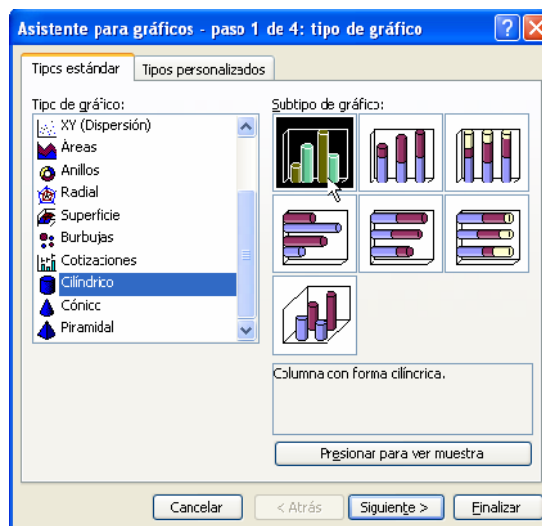 Asistente para gráficos - paso 1 de 4: tipo de gráfico
Tipos estándar
Tipos personalizados
Tipo de gráfico:
XY (Dispersión)
Áreas
Anillos
Radial
Superficie
Burbujas
Cotizaciones
Cilíndrico
Cónico
Piramidal
Subtipo de gráfico:
Columna con forma cilíncrica.
Presionar para ver muestra
Cancelar
< Atrás
Siguiente >
Finalizar